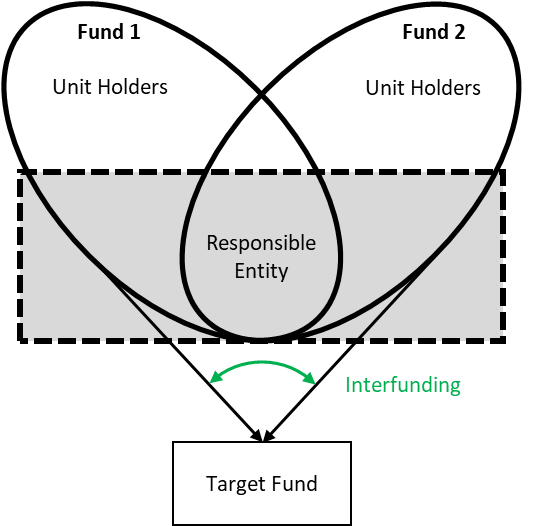 Fund 1
Fund 2
Unit Holders
Unit Holders
Responsible
Entity
Interfunding
Target Fund